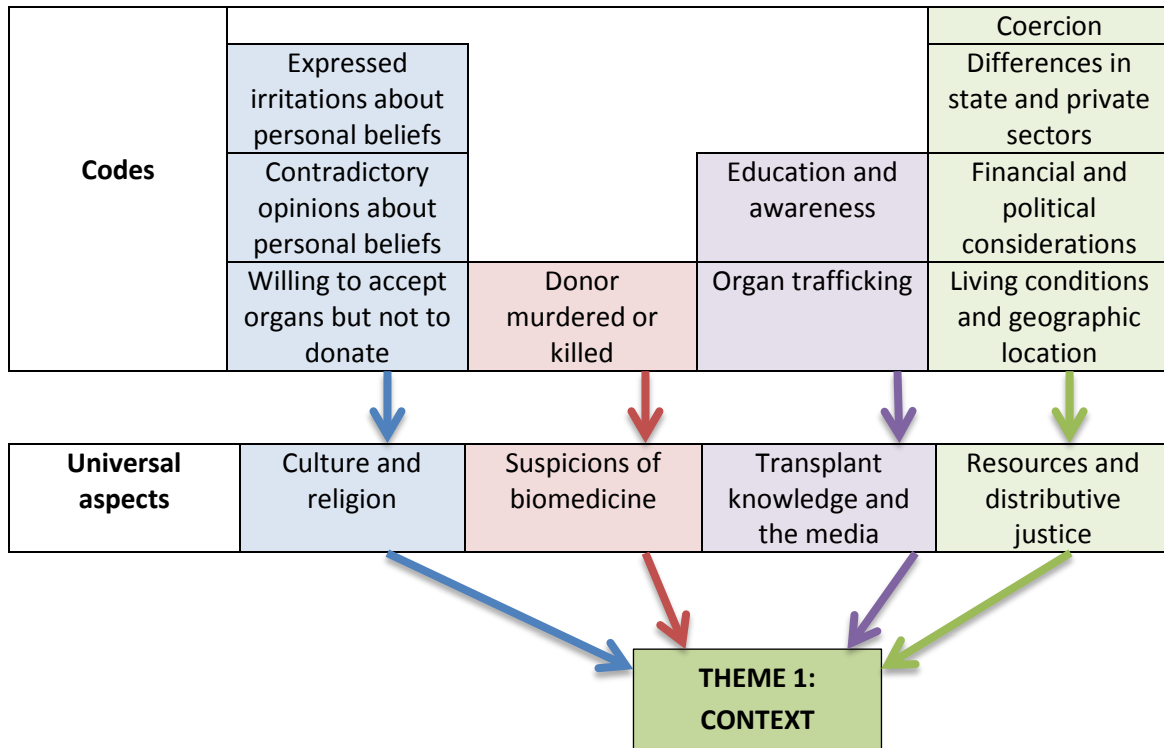 Codes
Expressed
irritations about
personal beliefs
Contradictory
opinions about
personal beliefs
Willing to accept
organs but not to
donate
Donor
murdered or
killed
Education and
awareness
Organ trafficking
Coercion
Differences in
state and private
sectors
Financial and
political
considerations
Living conditions
and geographic
location
Universal
aspects
Culture and
religion
Suspicions of
biomedicine
Transplant
knowledge and
the media
Resources and
distributive
justice
THEME 1:
CONTEXT